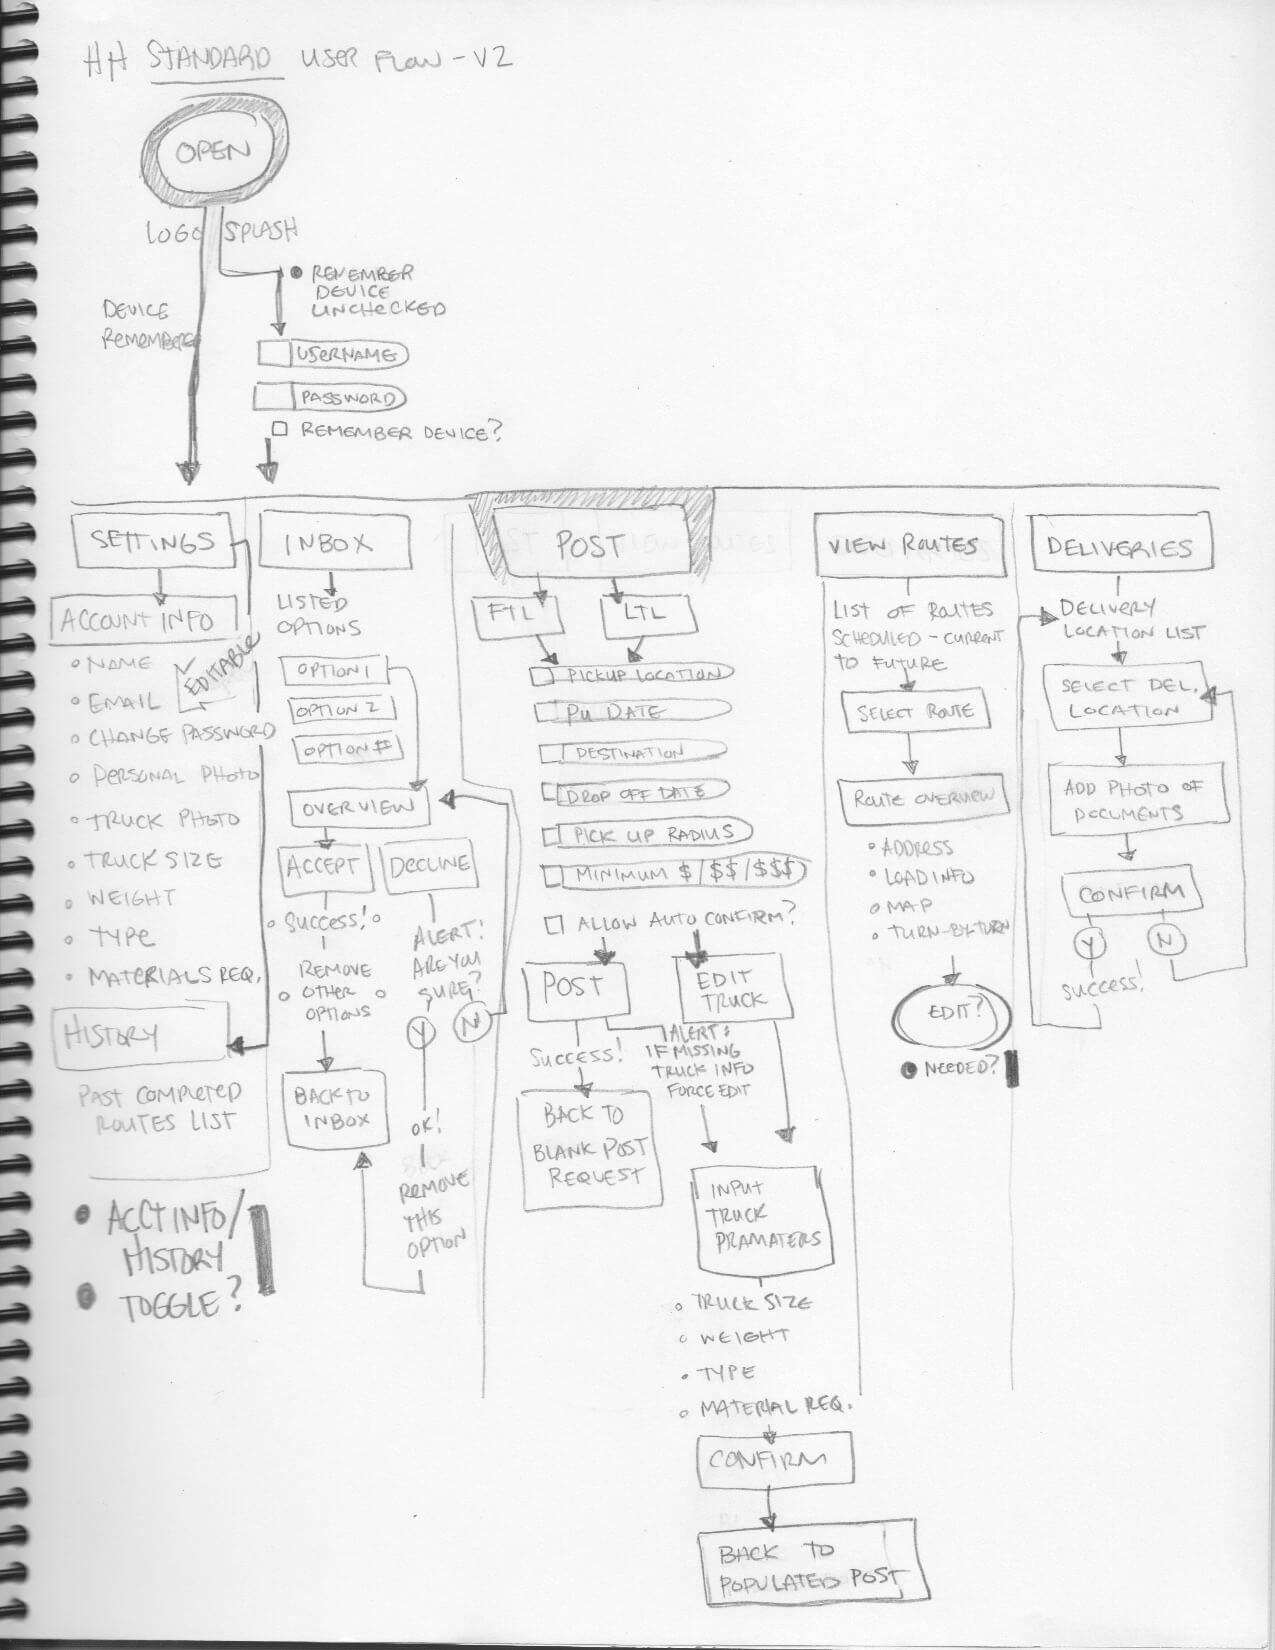 HH STANDARD USER FLOW - V2
OPEN
LOGO SPLASH
DEVICE
REMEMBERED
REMEMBER
DEVICE
UNCHECKED
USERNAME
PASSWORD
REMEMBER DEVICE?
SETTINGS
ACCOUNT INFO
EDITABLE
NAME
EMAIL
CHANGE PASSWORD
PERSONAL PHOTO
TRUCK PHOTO
TRUCK SIZE
WEIGHT
TYPE
MATERIALS REQ.
HISTORY
PAST COMPLETED
ROUTES LIST
ACCT INFO/
HISTORY
TOGGLE?
INBOX
LISTED
OPTIONS
OPTION 1
OPTION 2
OPTION #
OVERVIEW
ACCEPT
SUCCESS!
REMOVE
OTHER
OPTIONS
BACK TO
INBOX
DECLINE
ALERT!
ARE YOU
SURE?
Y
N
OK!
REMOVE
THIS
OPTION
POST
FTL
LTL
PICKUP LOCATION
PU DATE
DESTINATION
DROP OFF DATE
PICK UP RADIUS
MINIMUM $/$$/$$$
ALLOW AUTO CONFIRM?
POST
SUCCESS!
BACK TO
BLANK POST
REQUEST
EDIT
TRUCK
ALERT:
IF MISSING
TRUCK INFO
FORCE EDIT
INPUT
TRUCK
PRAMATERS
TRUCK SIZE
WEIGHT
TYPE
MATERIAL REQ.
CONFIRM
BACK TO
POPULATED POST
VIEW ROUTES
LIST OF ROUTES
SCHEDULED - CURRENT
TO FUTURE
SELECT ROUTE
ROUTE OVERVIEW
ADDRESS
LOAD INFO
MAP
TURN-BY-TURN
EDIT?
NEEDED?
DELIVERIES
DELIVERY
LOCATION LIST
SELECT DEL.
LOCATION
ADD PHOTO OF
DOCUMENTS
CONFIRM
Y
N
SUCCESS!